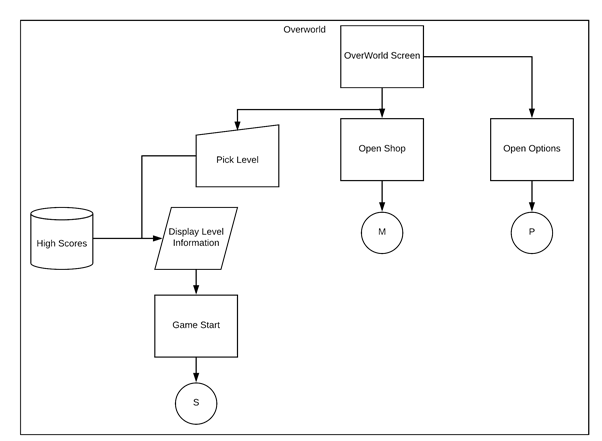 Overworld
OverWorld Screen
Pick Level
Open Shop
Open Options
High Scores
Display Level
Information
M
P
Game Start
S